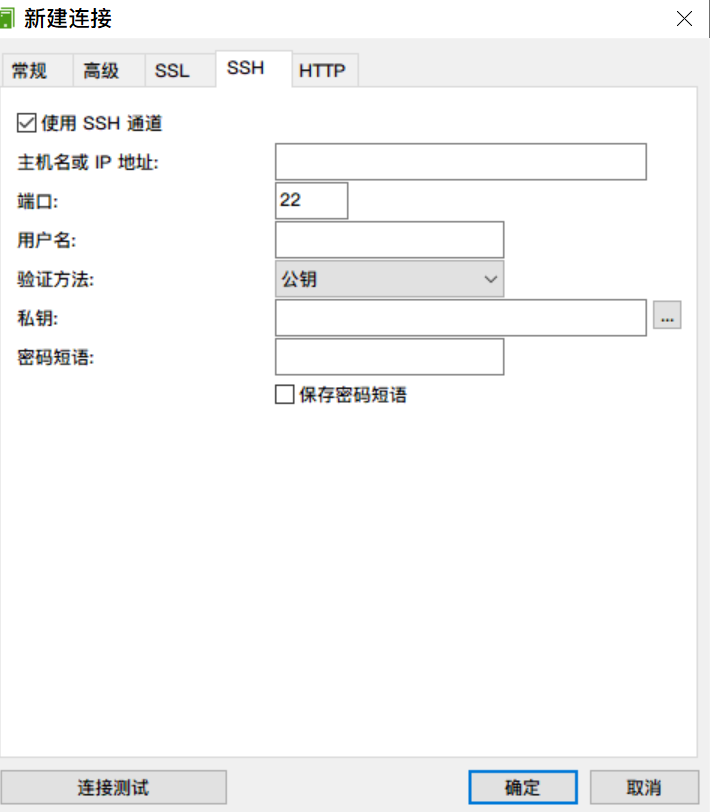 新建连接
常规 高级 SSL SSH HTTP
使用 SSH 通道
主机名或 IP 地址:
端口: 22
用户名:
验证方法: 公钥
私钥: ...
密码短语:
保存密码短语
连接测试 确定 取消